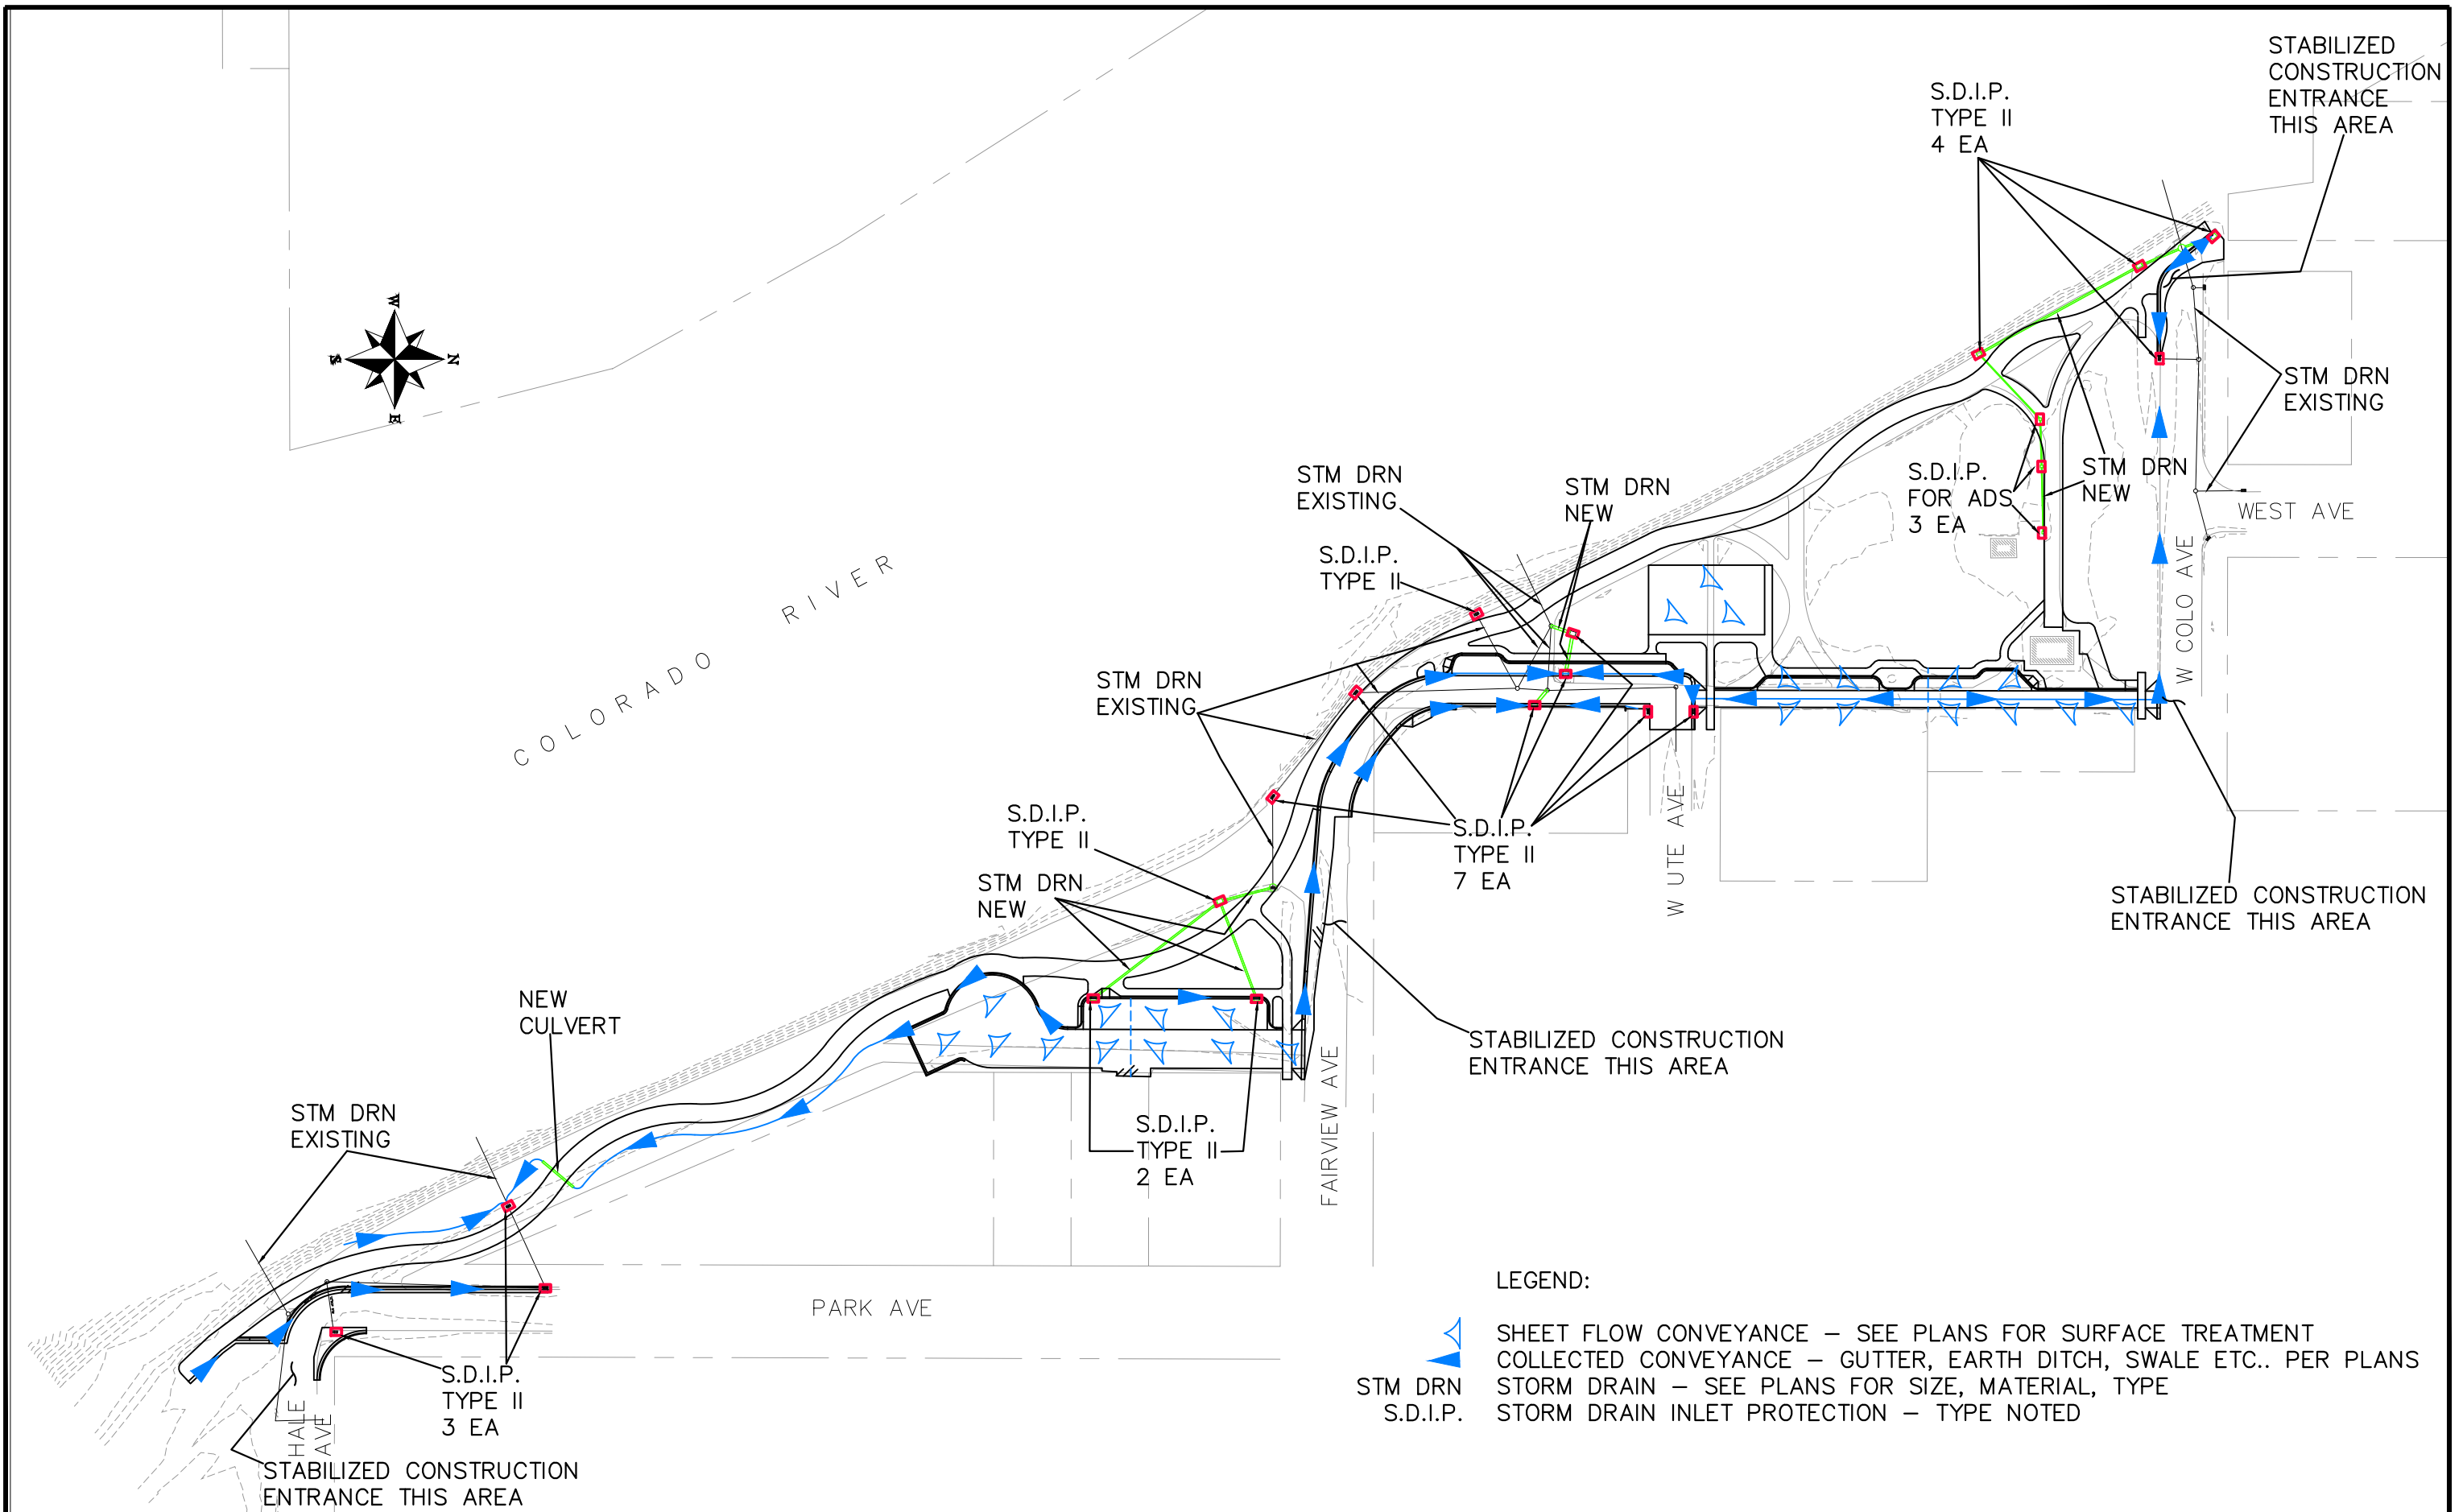 STABILIZED
CONSTRUCTION
ENTRANCE
THIS AREA
S.D.I.P.
TYPE II
4 EA
W
S
N
E
STM DRN
EXISTING
STM DRN
EXISTING
STM DRN
NEW
S.D.I.P.
FOR ADS
3 EA
STM DRN
NEW
WEST AVE
W COLO AVE
S.D.I.P.
TYPE II
COLORADO RIVER
STM DRN
EXISTING
S.D.I.P.
TYPE II
S.D.I.P.
TYPE II
7 EA
W UTE AVE
STM DRN
NEW
STABILIZED CONSTRUCTION
ENTRANCE THIS AREA
NEW
CULVERT
STABILIZED CONSTRUCTION
ENTRANCE THIS AREA
FAIRVIEW AVE
STM DRN
EXISTING
S.D.I.P.
TYPE II
2 EA
PARK AVE
S.D.I.P.
TYPE II
3 EA
HALE
AVE
STABILIZED CONSTRUCTION
ENTRANCE THIS AREA
LEGEND:
SHEET FLOW CONVEYANCE – SEE PLANS FOR SURFACE TREATMENT
COLLECTED CONVEYANCE – GUTTER, EARTH DITCH, SWALE ETC.. PER PLANS
STM DRN STORM DRAIN – SEE PLANS FOR SIZE, MATERIAL, TYPE
S.D.I.P. STORM DRAIN INLET PROTECTION – TYPE NOTED